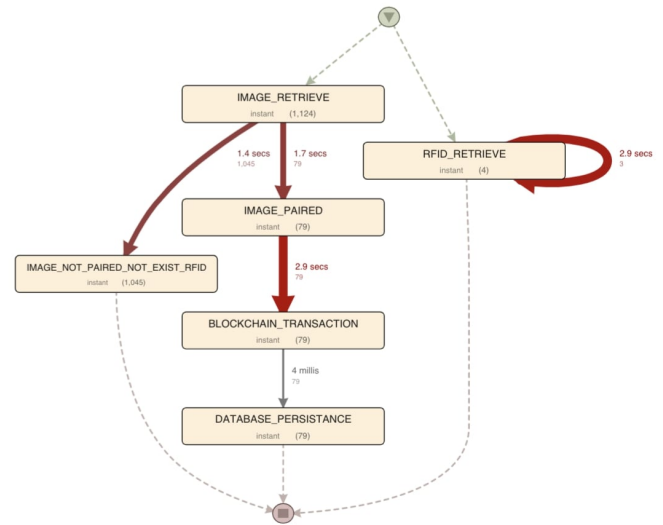 IMAGE_RETRIEVE
instant (1,124)
1.4 secs
1,045
1.7 secs
79
RFID_RETRIEVE
instant (4)
2.9 secs
3
IMAGE_PAIRED
instant (79)
IMAGE_NOT_PAIRED_NOT_EXIST_RFID
instant (1,045)
2.9 secs
79
BLOCKCHAIN_TRANSACTION
instant (79)
4 millis
79
DATABASE_PERSISTANCE
instant (79)